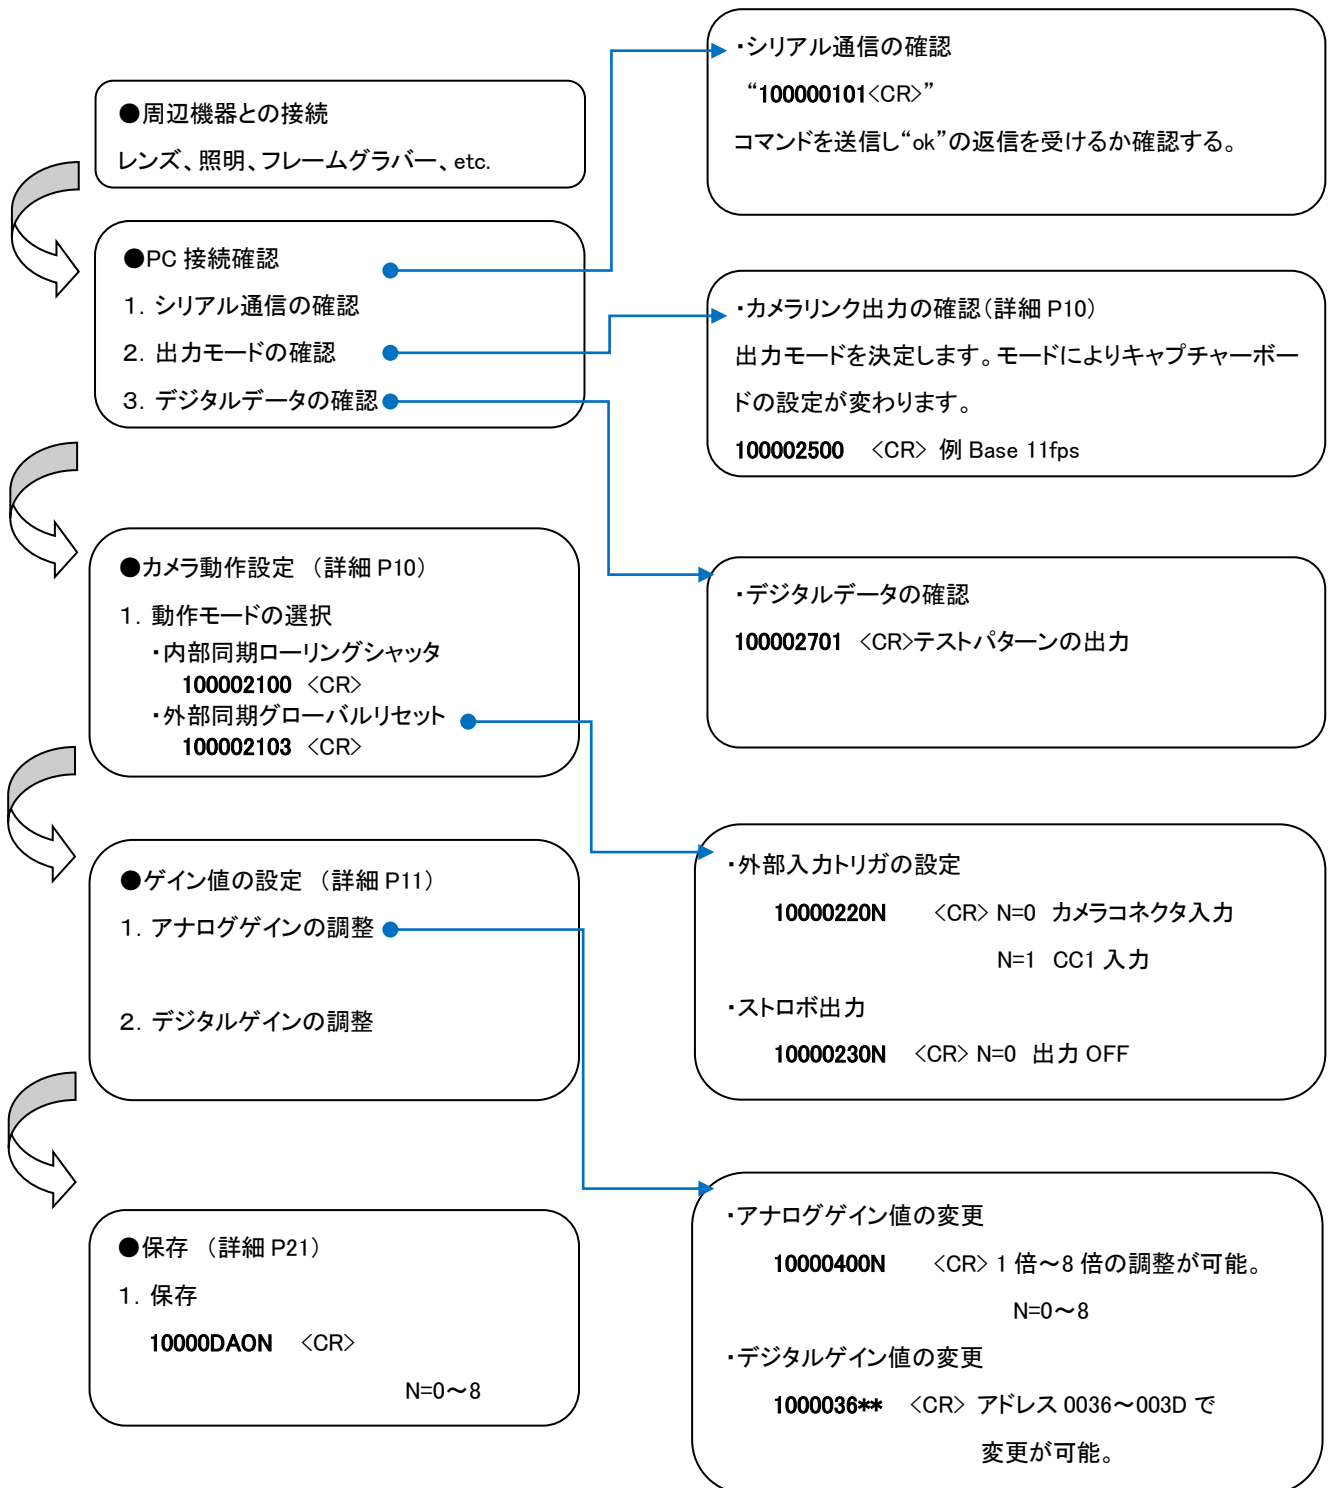 ●周辺機器との接続
レンズ、照明、フレームグラバー、etc.
●PC 接続確認
1. シリアル通信の確認
2. 出力モードの確認
3. デジタルデータの確認
●カメラ動作設定 （詳細 P10）
1. 動作モードの選択
・内部同期ローリングシャッタ
100002100 <CR>
・外部同期グローバルリセット
100002103 <CR>
●ゲイン値の設定 （詳細 P11）
1. アナログゲインの調整
2. デジタルゲインの調整
●保存 （詳細 P21）
1. 保存
10000DAON <CR>
N=0～8
・シリアル通信の確認
“100000101<CR>”
コマンドを送信し“ok”の返信を受けるか確認する。
・カメラリンク出力の確認（詳細 P10）
出力モードを決定します。モードによりキャプチャーボー
ドの設定が変わります。
100002500 <CR> 例 Base 11fps
・デジタルデータの確認
100002701 <CR>テストパターンの出力
・外部入力トリガの設定
10000220N <CR> N=0 カメラコネクタ入力
N=1 CC1 入力
・ストロボ出力
10000230N <CR> N=0 出力 OFF
・アナログゲイン値の変更
10000400N <CR> 1 倍～8 倍の調整が可能。
N=0～8
・デジタルゲイン値の変更
1000036** <CR> アドレス 0036～003D で
変更が可能。